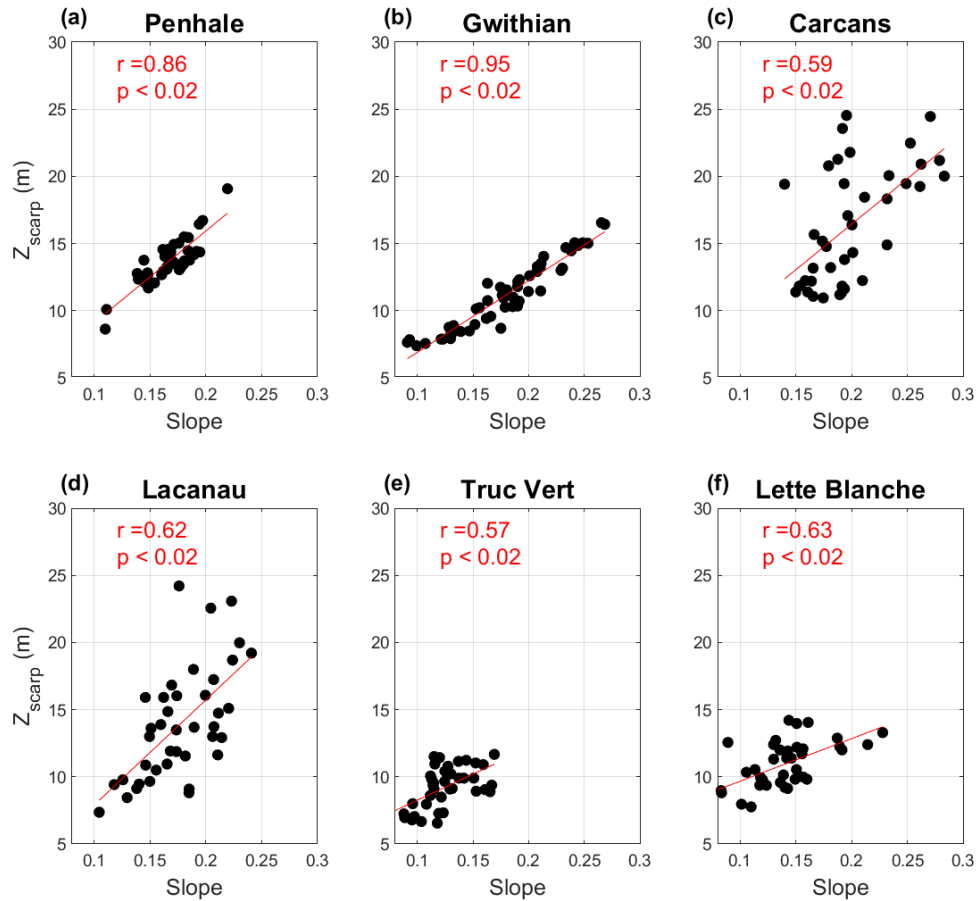 (a) Penhale
r =0.86
p < 0.02
30
25
20
15
10
5
Z_scarp (m)
0.1 0.15 0.2 0.25 0.3
Slope
(b) Gwithian
r =0.95
p < 0.02
30
25
20
15
10
5
0.1 0.15 0.2 0.25 0.3
Slope
(c) Carcans
r =0.59
p < 0.02
30
25
20
15
10
5
0.1 0.15 0.2 0.25 0.3
Slope
(d) Lacanau
r =0.62
p < 0.02
30
25
20
15
10
5
Z_scarp (m)
0.1 0.15 0.2 0.25 0.3
Slope
(e) Truc Vert
r =0.57
p < 0.02
30
25
20
15
10
5
0.1 0.15 0.2 0.25 0.3
Slope
(f) Lette Blanche
r =0.63
p < 0.02
30
25
20
15
10
5
0.1 0.15 0.2 0.25 0.3
Slope